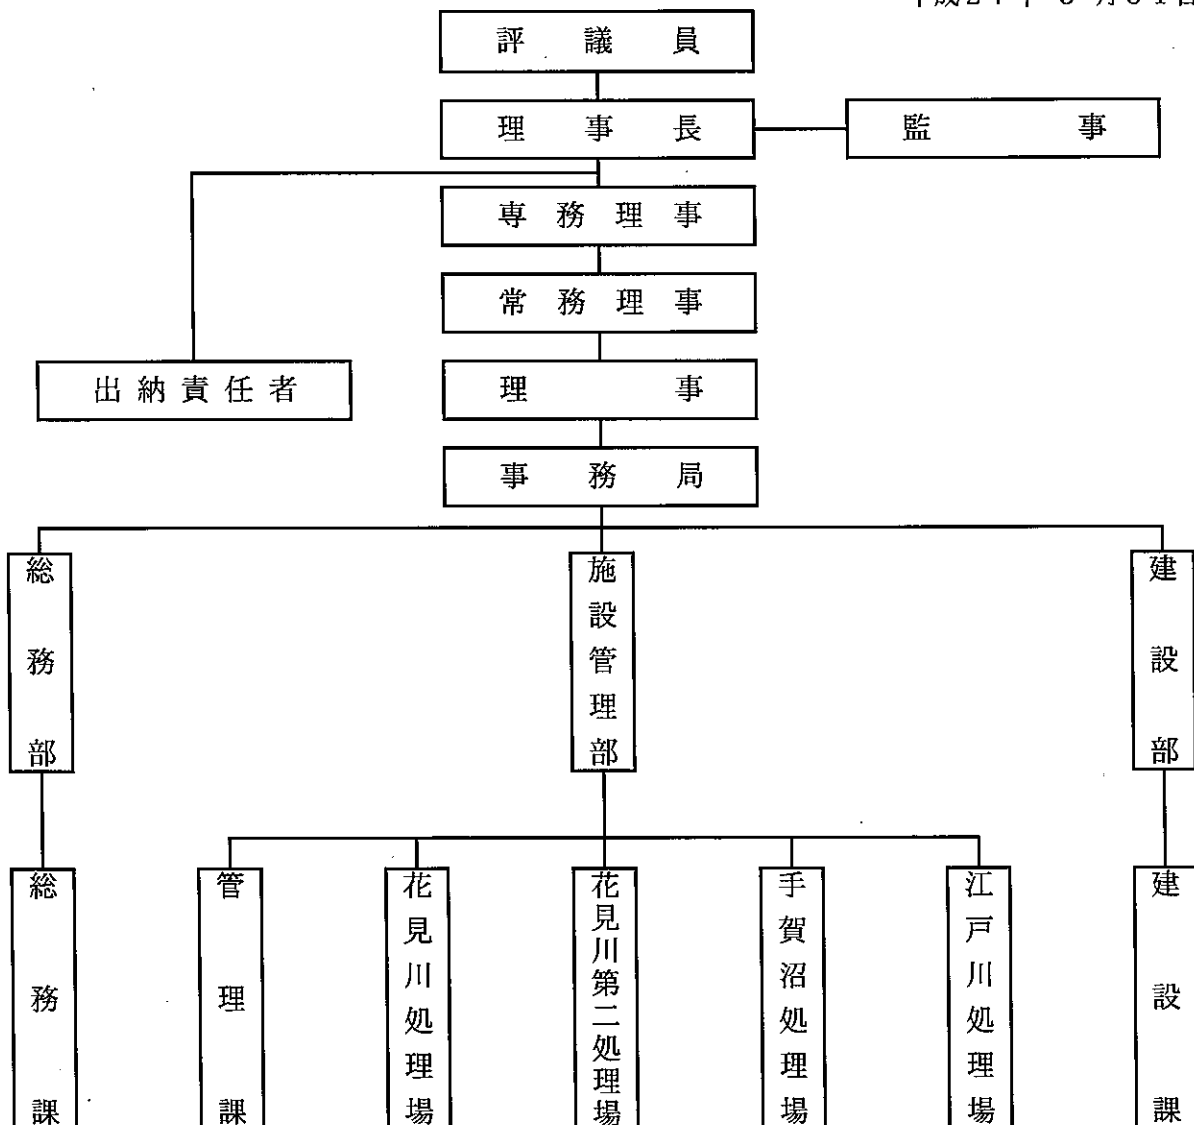 評議員
理事長
監事
専務理事
常務理事
出納責任者
理事
事務局
総務部
施設管理部
建設部
総務課
管理課
花見川処理場
花見川第二処理場
手賀沼処理場
江戸川処理場
建設課